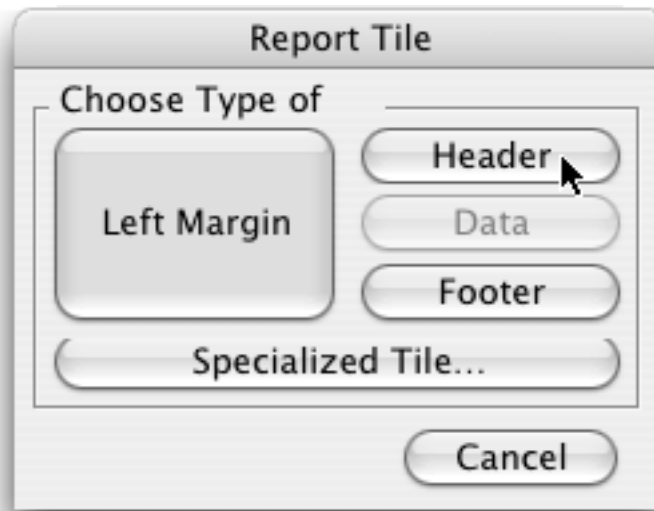 Report Tile
Choose Type of
Left Margin
Header
Data
Footer
Specialized Tile...
Cancel